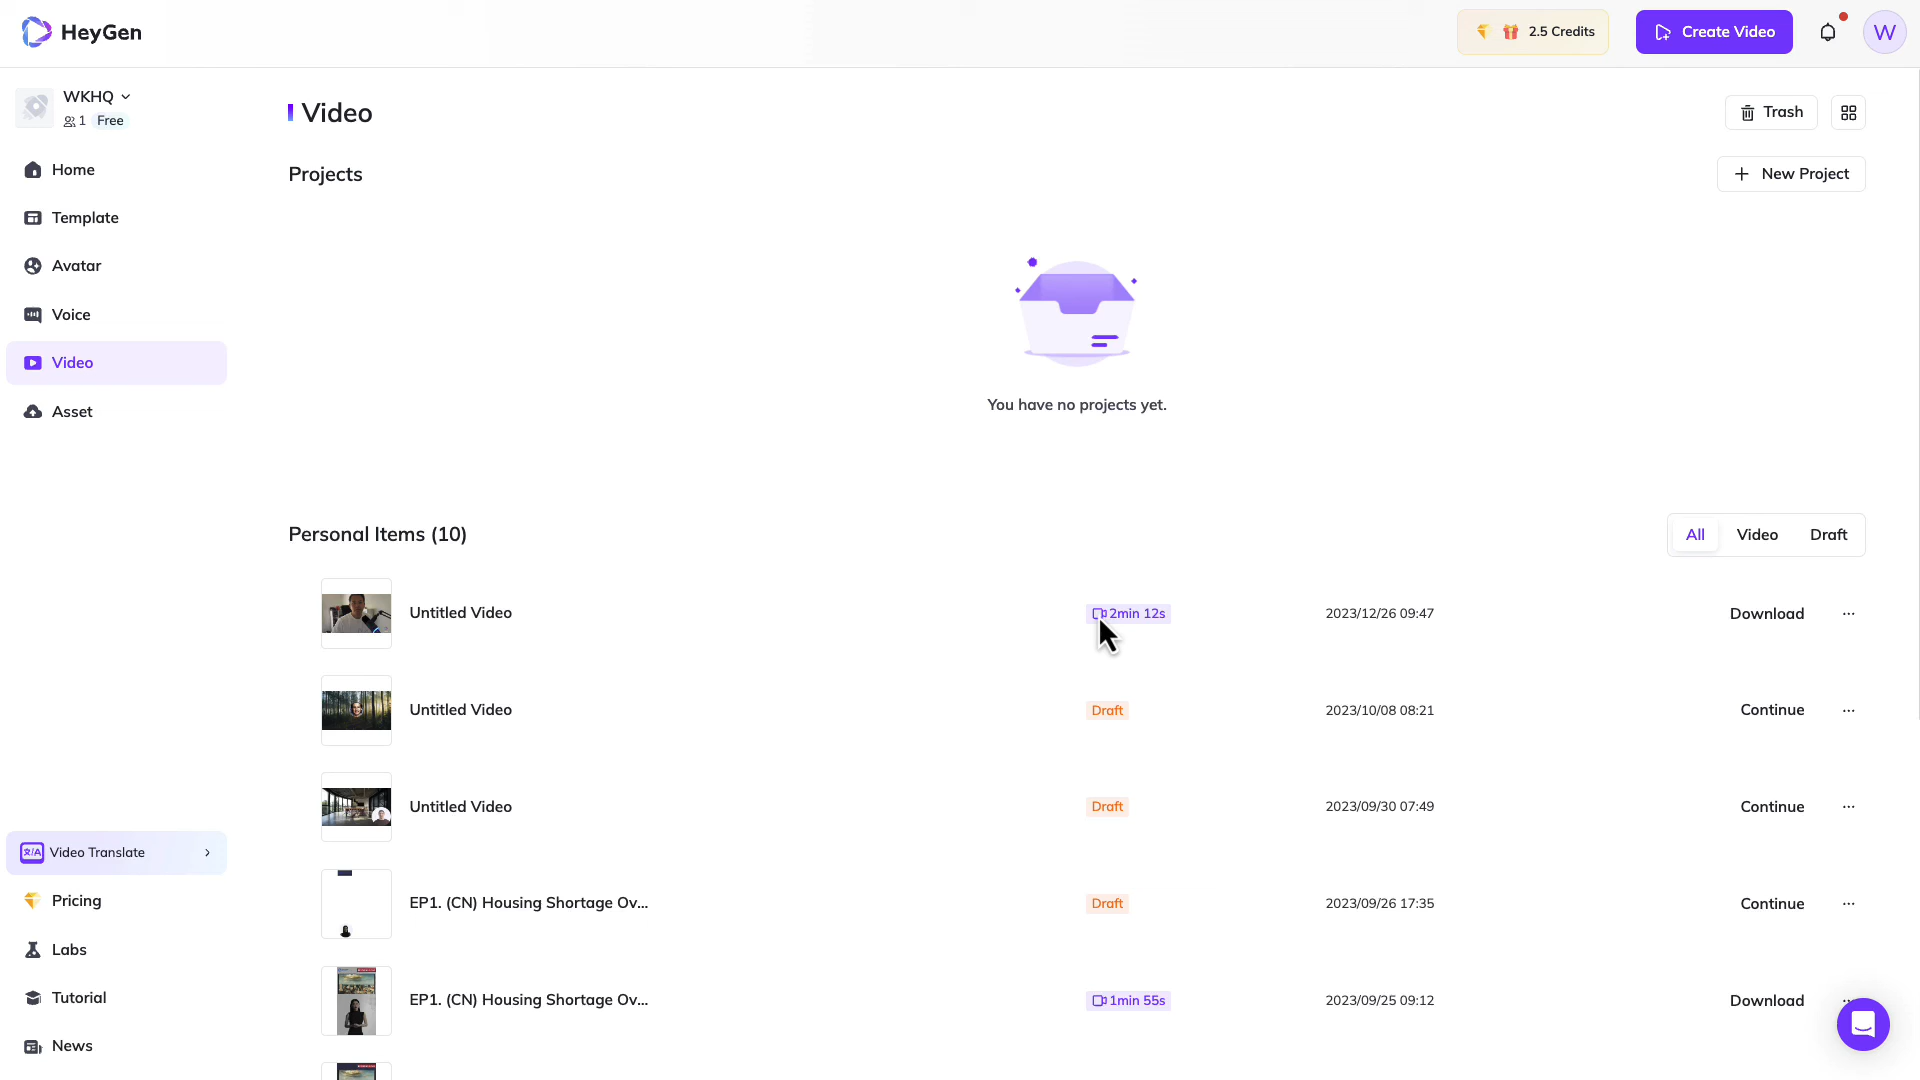 HeyGen
2.5 Credits
Create Video
W
WKHQ
1 Free
Home
Template
Avatar
Voice
Video
Asset
Video Translate
Pricing
Labs
Tutorial
News
Video
Trash
Projects
New Project
You have no projects yet.
Personal Items (10)
All Video Draft
Untitled Video 2min 12s 2023/12/26 09:47 Download
Untitled Video Draft 2023/10/08 08:21 Continue
Untitled Video Draft 2023/09/30 07:49 Continue
EP1. (CN) Housing Shortage Ov... Draft 2023/09/26 17:35 Continue
EP1. (CN) Housing Shortage Ov... 1min 55s 2023/09/25 09:12 Download